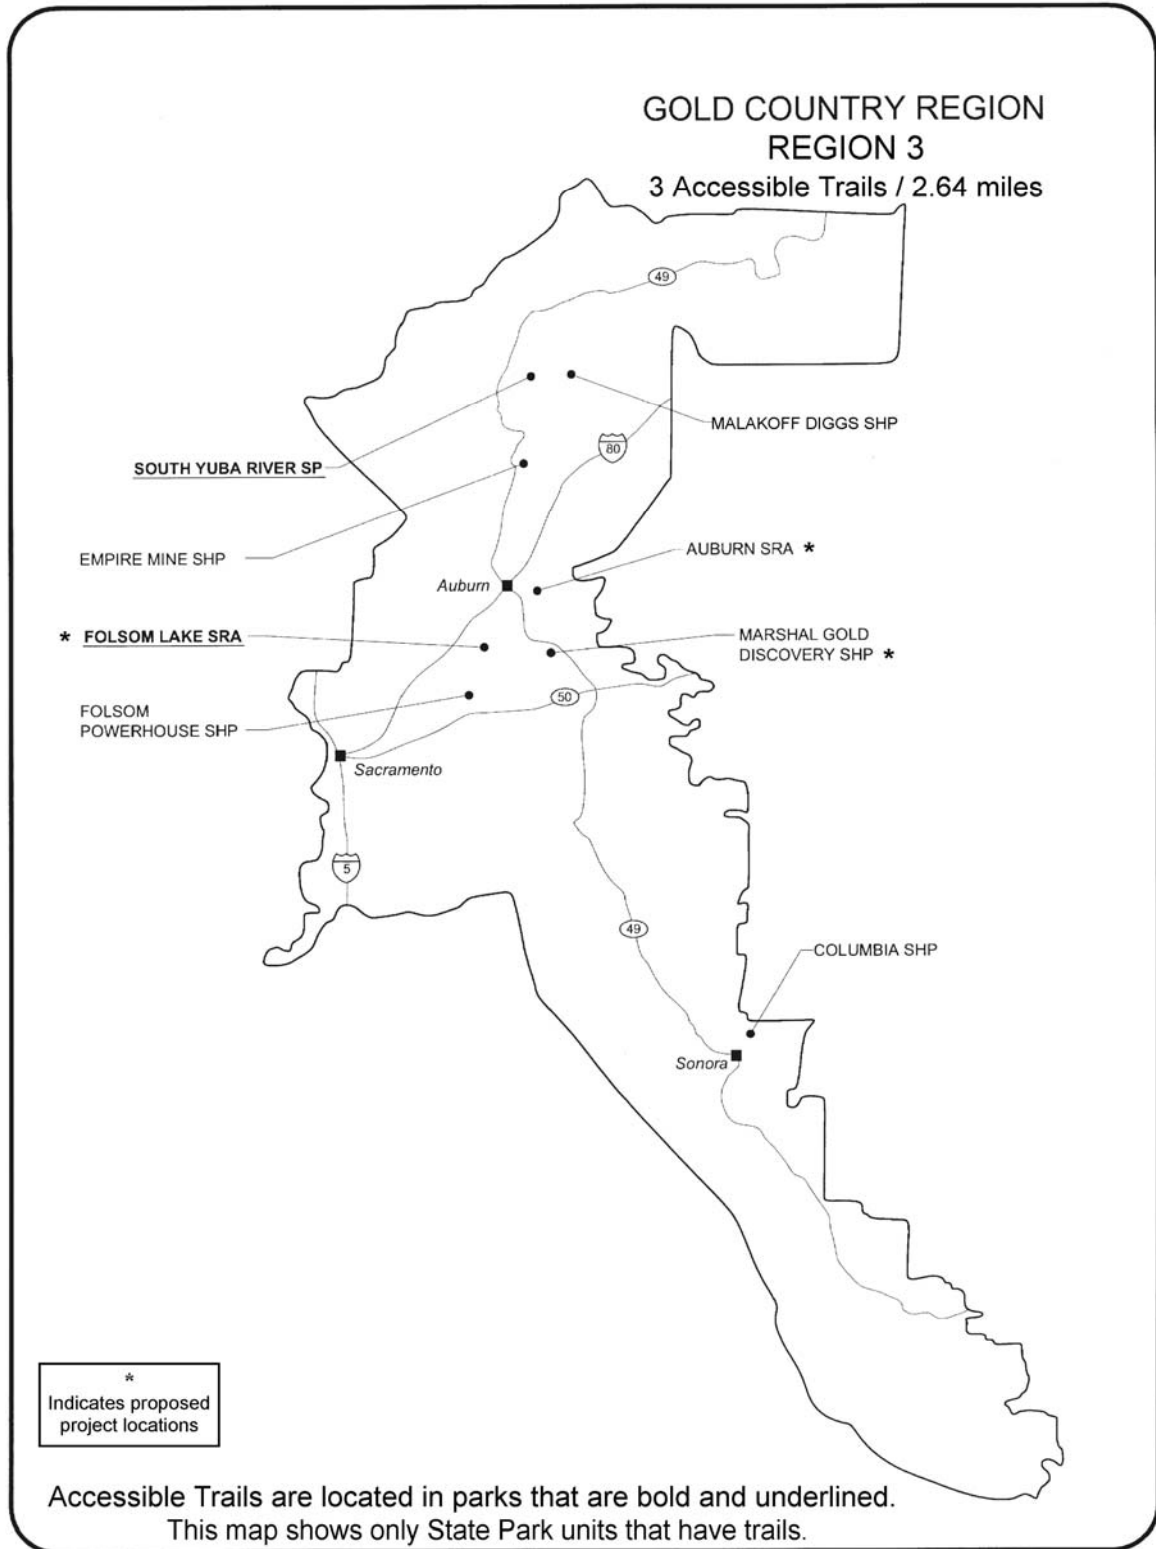 GOLD COUNTRY REGION
REGION 3
3 Accessible Trails / 2.64 miles
49
MALAKOFF DIGGS SHP
80
SOUTH YUBA RIVER SP
EMPIRE MINE SHP
AUBURN SRA *
Auburn
* FOLSOM LAKE SRA
MARSHAL GOLD
DISCOVERY SHP *
50
FOLSOM
POWERHOUSE SHP
Sacramento
5
49
COLUMBIA SHP
Sonora
*
Indicates proposed
project locations
Accessible Trails are located in parks that are bold and underlined.
This map shows only State Park units that have trails.